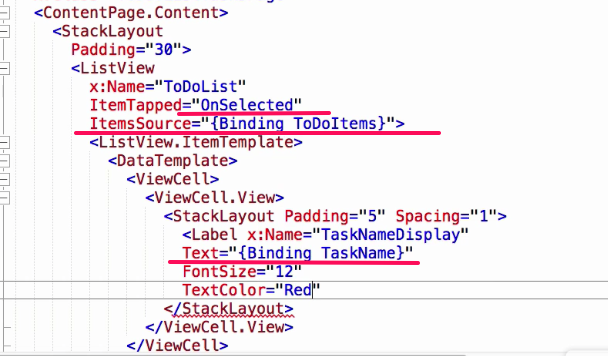 <ContentPage.Content>
<StackLayout
Padding="30">
<ListView
x:Name="ToDoList"
ItemTapped="OnSelected"
ItemsSource="{Binding ToDoItems}">
<ListView.ItemTemplate>
<DataTemplate>
<ViewCell>
<ViewCell.View>
<StackLayout Padding="5" Spacing="1">
<Label x:Name="TaskNameDisplay"
Text="{Binding TaskName}"
FontSize="12"
TextColor="Red"
</StackLayout>
</ViewCell.View>
</ViewCell>